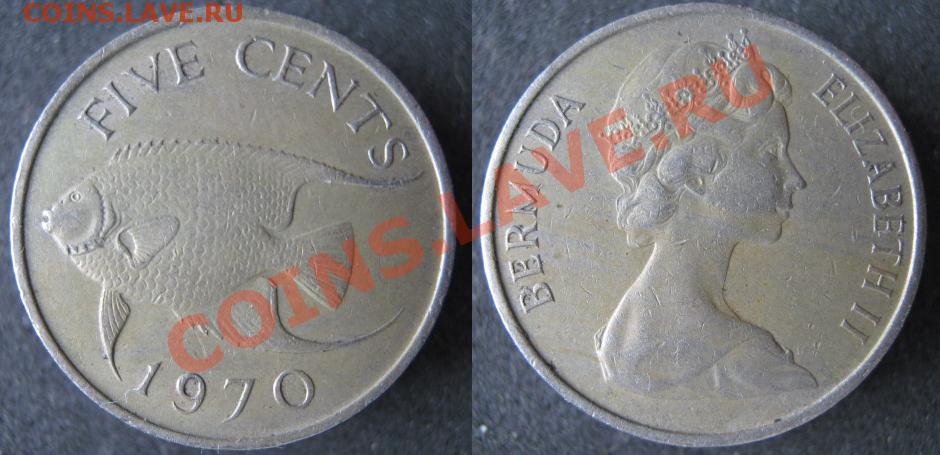 COINS.LAVE.RU
FIVE CENTS
1970
BERMUDA
ELIZABETH II
COINS.LAVE.RU